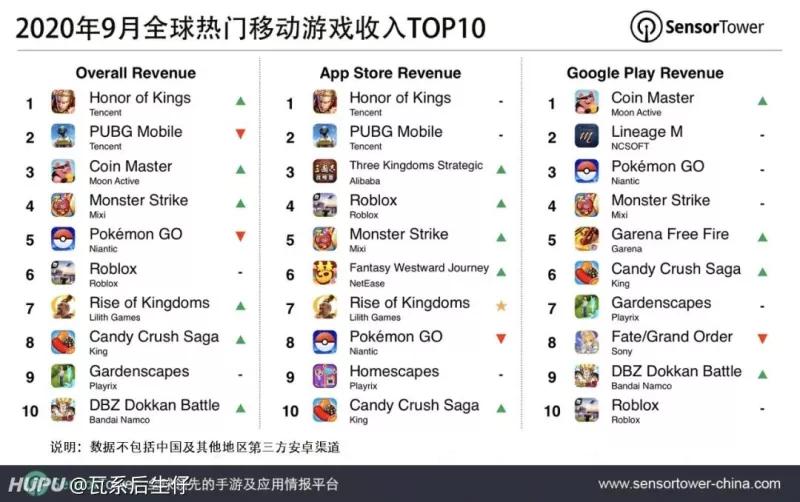 2020年9月全球热门移动游戏收入TOP10
SensorTower
Overall Revenue
1 Honor of Kings
Tencent
2 PUBG Mobile
Tencent
3 Coin Master
Moon Active
4 Monster Strike
Mixi
5 Pokémon GO
Niantic
6 Roblox
Roblox
7 Rise of Kingdoms
Lilith Games
8 Candy Crush Saga
King
9 Gardenscapes
Playrix
10 DBZ Dokkan Battle
Bandai Namco
App Store Revenue
1 Honor of Kings
Tencent
2 PUBG Mobile
Tencent
3 Three Kingdoms Strategic
Alibaba
4 Roblox
Roblox
5 Monster Strike
Mixi
6 Fantasy Westward Journey
NetEase
7 Rise of Kingdoms
Lilith Games
8 Pokémon GO
Niantic
9 Homescapes
Playrix
10 Candy Crush Saga
King
Google Play Revenue
1 Coin Master
Moon Active
2 Lineage M
NCSOFT
3 Pokémon GO
Niantic
4 Monster Strike
Mixi
5 Garena Free Fire
Garena
6 Candy Crush Saga
King
7 Gardenscapes
Playrix
8 Fate/Grand Order
Sony
9 DBZ Dokkan Battle
Bandai Namco
10 Roblox
Roblox
说明：数据不包括中国及其他地区第三方安卓渠道
HUPU @瓦系后生仔
先的手游及应用情报平台
www.sensortower-china.com